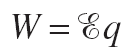 W = ℰq